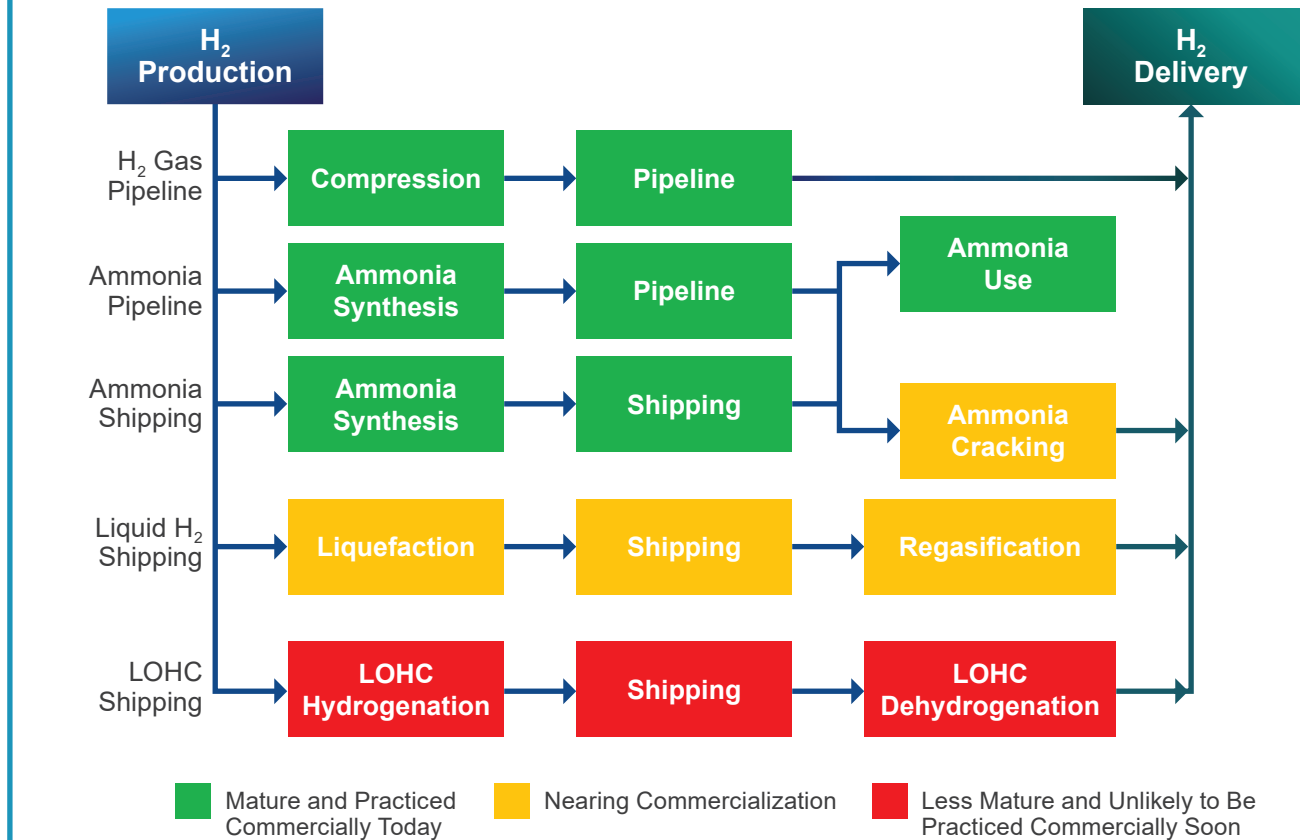 H₂
Production
H₂
Delivery
H₂ Gas
Pipeline
Compression
Pipeline
Ammonia
Pipeline
Ammonia
Synthesis
Pipeline
Ammonia
Use
Ammonia
Shipping
Ammonia
Synthesis
Shipping
Ammonia
Cracking
Liquid H₂
Shipping
Liquefaction
Shipping
Regasification
LOHC
Shipping
LOHC
Hydrogenation
Shipping
LOHC
Dehydrogenation
Mature and Practiced
Commercially Today
Nearing Commercialization
Less Mature and Unlikely to Be
Practiced Commercially Soon